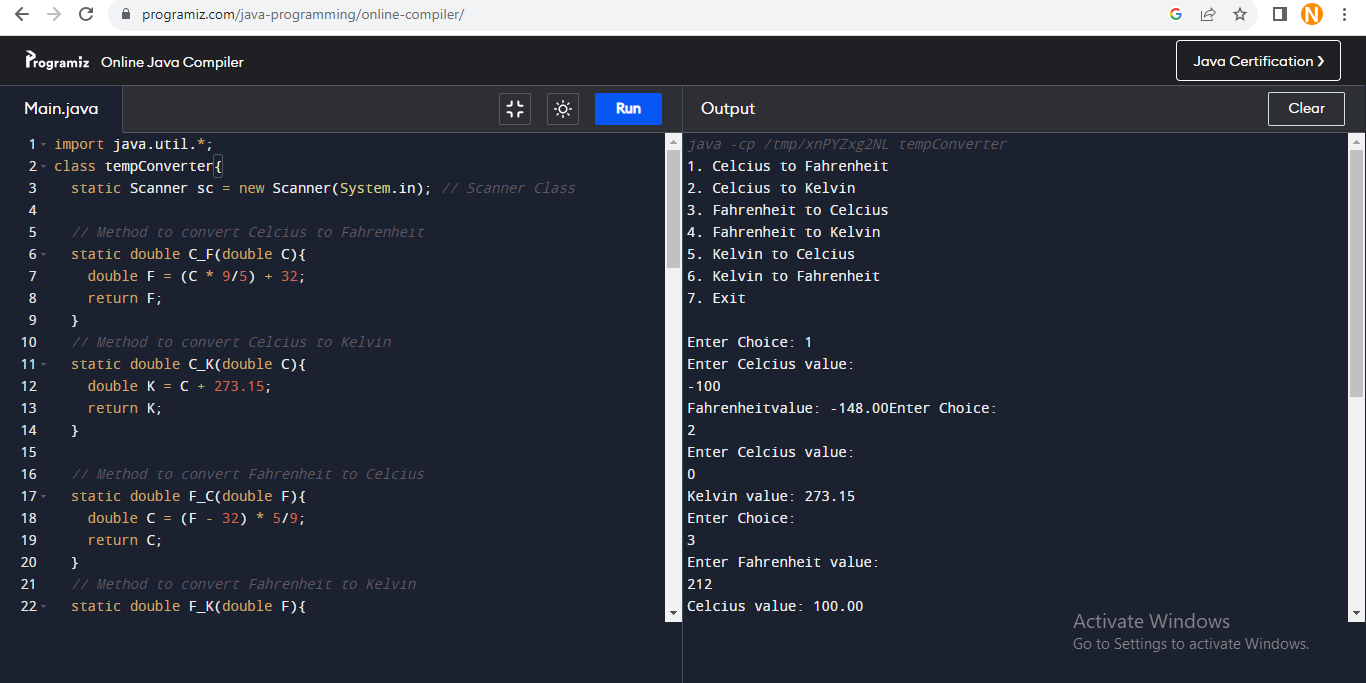 programiz.com/java-programming/online-compiler/
G
N
Programiz Online Java Compiler
Java Certification ❯
Main.java
Run
Output
Clear
1 import java.util.*;
2 class tempConverter{
3 static Scanner sc = new Scanner(System.in); // Scanner Class
4
5 // Method to convert Celcius to Fahrenheit
6 static double C_F(double C){
7 double F = (C * 9/5) + 32;
8 return F;
9 }
10 // Method to convert Celcius to Kelvin
11 static double C_K(double C){
12 double K = C + 273.15;
13 return K;
14 }
15
16 // Method to convert Fahrenheit to Celcius
17 static double F_C(double F){
18 double C = (F - 32) * 5/9;
19 return C;
20 }
21 // Method to convert Fahrenheit to Kelvin
22 static double F_K(double F){
java -cp /tmp/xnPYZxg2NL tempConverter
1. Celcius to Fahrenheit
2. Celcius to Kelvin
3. Fahrenheit to Celcius
4. Fahrenheit to Kelvin
5. Kelvin to Celcius
6. Kelvin to Fahrenheit
7. Exit
Enter Choice: 1
Enter Celcius value:
-100
Fahrenheitvalue: -148.00Enter Choice:
2
Enter Celcius value:
0
Kelvin value: 273.15
Enter Choice:
3
Enter Fahrenheit value:
212
Celcius value: 100.00
Activate Windows
Go to Settings to activate Windows.